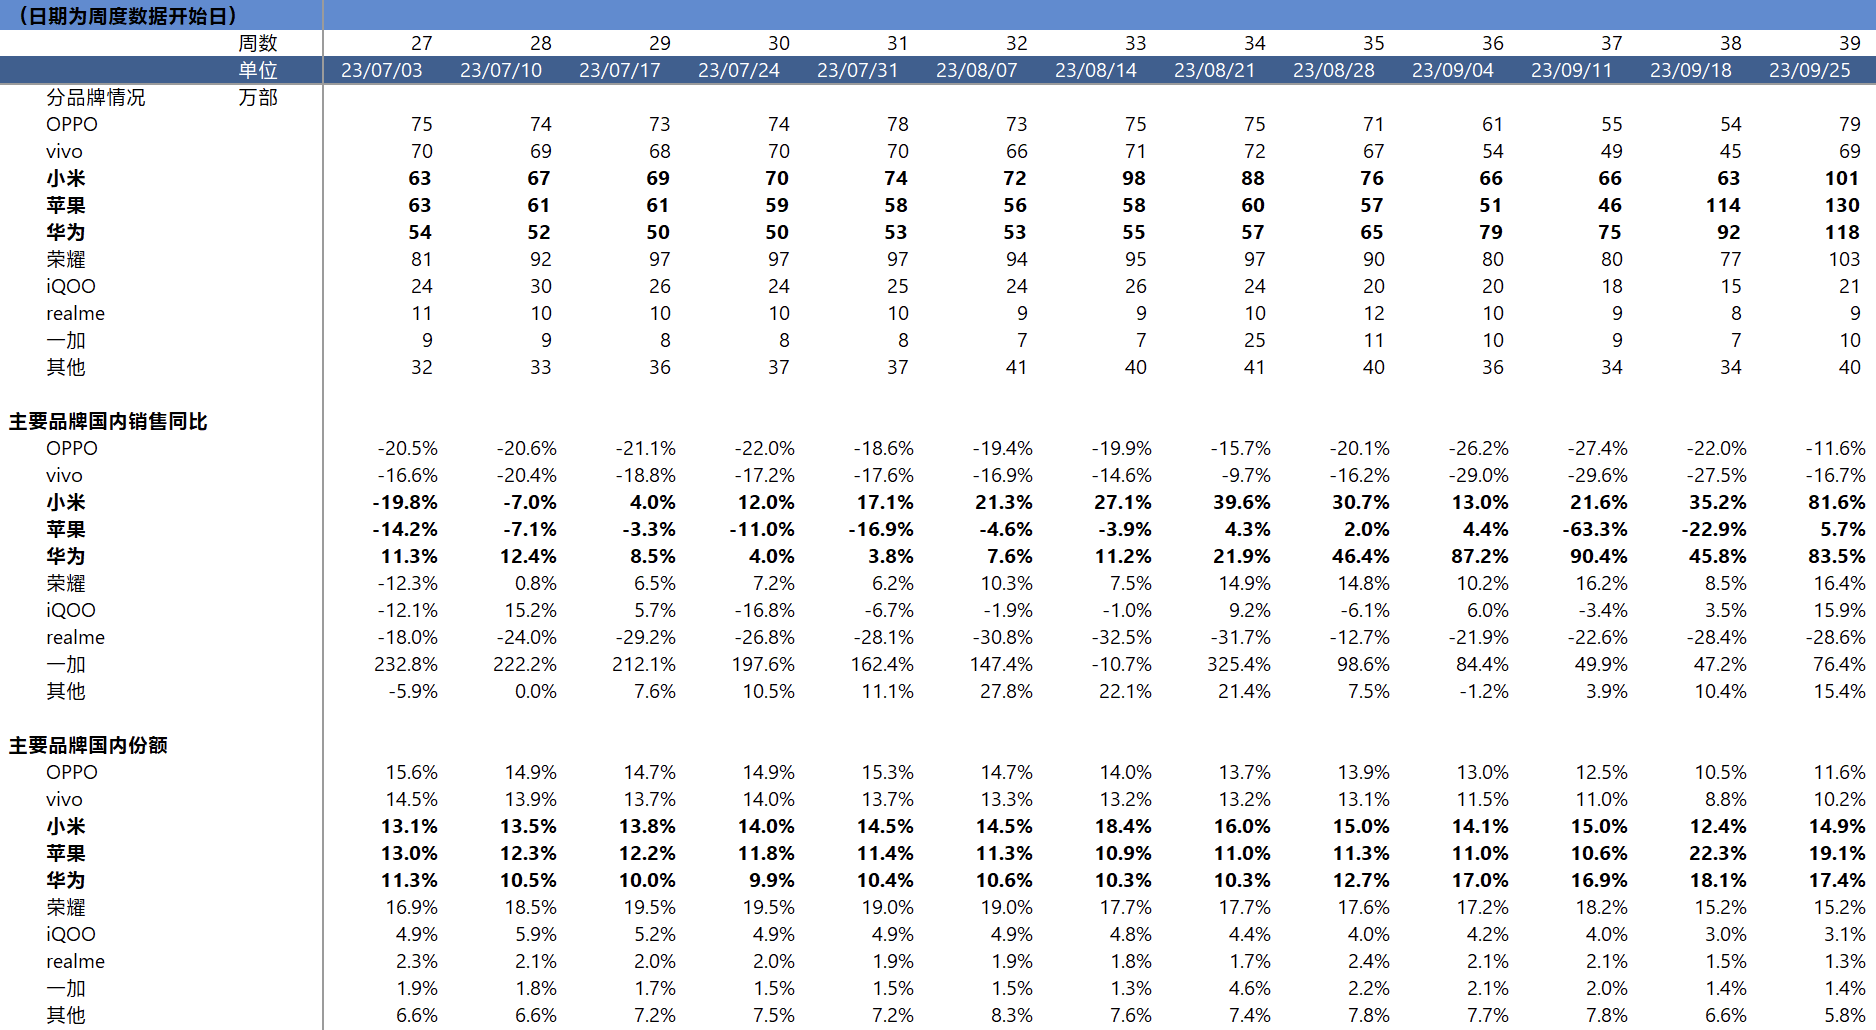 （日期为周度数据开始日）
周数 27 28 29 30 31 32 33 34 35 36 37 38 39
单位 23/07/03 23/07/10 23/07/17 23/07/24 23/07/31 23/08/07 23/08/14 23/08/21 23/08/28 23/09/04 23/09/11 23/09/18 23/09/25
分品牌情况 万部
OPPO 75 74 73 74 78 73 75 75 71 61 55 54 79
vivo 70 69 68 70 70 66 71 72 67 54 49 45 69
小米 63 67 69 70 74 72 98 88 76 66 66 63 101
苹果 63 61 61 59 58 56 58 60 57 51 46 114 130
华为 54 52 50 50 53 53 55 57 65 79 75 92 118
荣耀 81 92 97 97 97 94 95 97 90 80 80 77 103
iQOO 24 30 26 24 25 24 26 24 20 20 18 15 21
realme 11 10 10 10 10 9 9 10 12 10 9 8 9
一加 9 9 8 8 8 7 7 25 11 10 9 7 10
其他 32 33 36 37 37 41 40 41 40 36 34 34 40
主要品牌国内销售同比
OPPO -20.5% -20.6% -21.1% -22.0% -18.6% -19.4% -19.9% -15.7% -20.1% -26.2% -27.4% -22.0% -11.6%
vivo -16.6% -20.4% -18.8% -17.2% -17.6% -16.9% -14.6% -9.7% -16.2% -29.0% -29.6% -27.5% -16.7%
小米 -19.8% -7.0% 4.0% 12.0% 17.1% 21.3% 27.1% 39.6% 30.7% 13.0% 21.6% 35.2% 81.6%
苹果 -14.2% -7.1% -3.3% -11.0% -16.9% -4.6% -3.9% 4.3% 2.0% 4.4% -63.3% -22.9% 5.7%
华为 11.3% 12.4% 8.5% 4.0% 3.8% 7.6% 11.2% 21.9% 46.4% 87.2% 90.4% 45.8% 83.5%
荣耀 -12.3% 0.8% 6.5% 7.2% 6.2% 10.3% 7.5% 14.9% 14.8% 10.2% 16.2% 8.5% 16.4%
iQOO -12.1% 15.2% 5.7% -16.8% -6.7% -1.9% -1.0% 9.2% -6.1% 6.0% -3.4% 3.5% 15.9%
realme -18.0% -24.0% -29.2% -26.8% -28.1% -30.8% -32.5% -31.7% -12.7% -21.9% -22.6% -28.4% -28.6%
一加 232.8% 222.2% 212.1% 197.6% 162.4% 147.4% -10.7% 325.4% 98.6% 84.4% 49.9% 47.2% 76.4%
其他 -5.9% 0.0% 7.6% 10.5% 11.1% 27.8% 22.1% 21.4% 7.5% -1.2% 3.9% 10.4% 15.4%
主要品牌国内份额
OPPO 15.6% 14.9% 14.7% 14.9% 15.3% 14.7% 14.0% 13.7% 13.9% 13.0% 12.5% 10.5% 11.6%
vivo 14.5% 13.9% 13.7% 14.0% 13.7% 13.3% 13.2% 13.2% 13.1% 11.5% 11.0% 8.8% 10.2%
小米 13.1% 13.5% 13.8% 14.0% 14.5% 14.5% 18.4% 16.0% 15.0% 14.1% 15.0% 12.4% 14.9%
苹果 13.0% 12.3% 12.2% 11.8% 11.4% 11.3% 10.9% 11.0% 11.3% 11.0% 10.6% 22.3% 19.1%
华为 11.3% 10.5% 10.0% 9.9% 10.4% 10.6% 10.3% 10.3% 12.7% 17.0% 16.9% 18.1% 17.4%
荣耀 16.9% 18.5% 19.5% 19.5% 19.0% 19.0% 17.7% 17.7% 17.6% 17.2% 18.2% 15.2% 15.2%
iQOO 4.9% 5.9% 5.2% 4.9% 4.9% 4.9% 4.8% 4.4% 4.0% 4.2% 4.0% 3.0% 3.1%
realme 2.3% 2.1% 2.0% 2.0% 1.9% 1.9% 1.8% 1.7% 2.4% 2.1% 2.1% 1.5% 1.3%
一加 1.9% 1.8% 1.7% 1.5% 1.5% 1.5% 1.3% 4.6% 2.2% 2.1% 2.0% 1.4% 1.4%
其他 6.6% 6.6% 7.2% 7.5% 7.2% 8.3% 7.6% 7.4% 7.8% 7.7% 7.8% 6.6% 5.8%